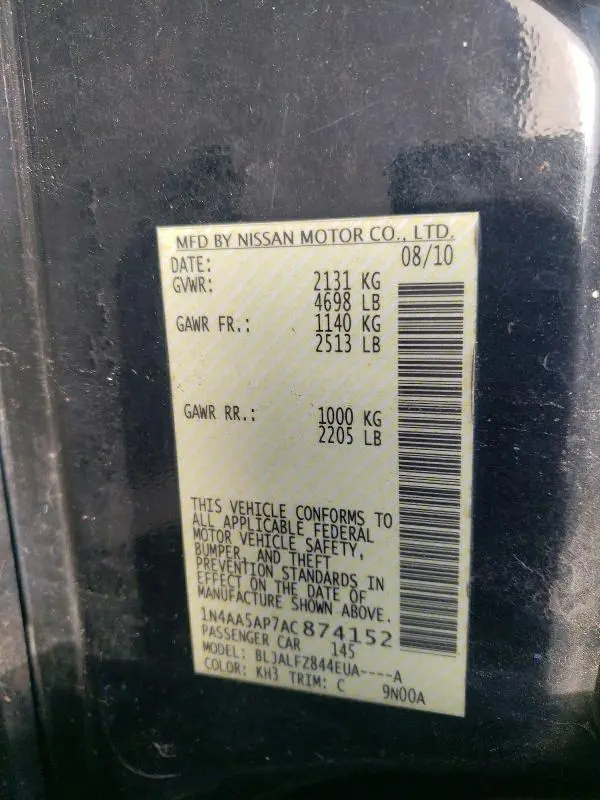 MFD BY NISSAN MOTOR CO., LTD.
DATE: 08/10
GVWR: 2131 KG
4698 LB
GAWR FR.: 1140 KG
2513 LB
GAWR RR.: 1000 KG
2205 LB
THIS VEHICLE CONFORMS TO
ALL APPLICABLE FEDERAL
MOTOR VEHICLE SAFETY,
BUMPER, AND THEFT
PREVENTION STANDARDS IN
EFFECT ON THE DATE OF
MANUFACTURE SHOWN ABOVE.
1N4AA5AP7AC874152
PASSENGER CAR 145
MODEL: BLJALFZ844EUA----A
COLOR: KH3 TRIM: C 9N00A